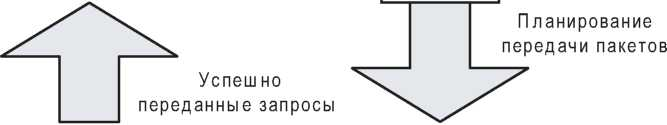 Планирование
передачи пакетов
Успешно
переданные запросы